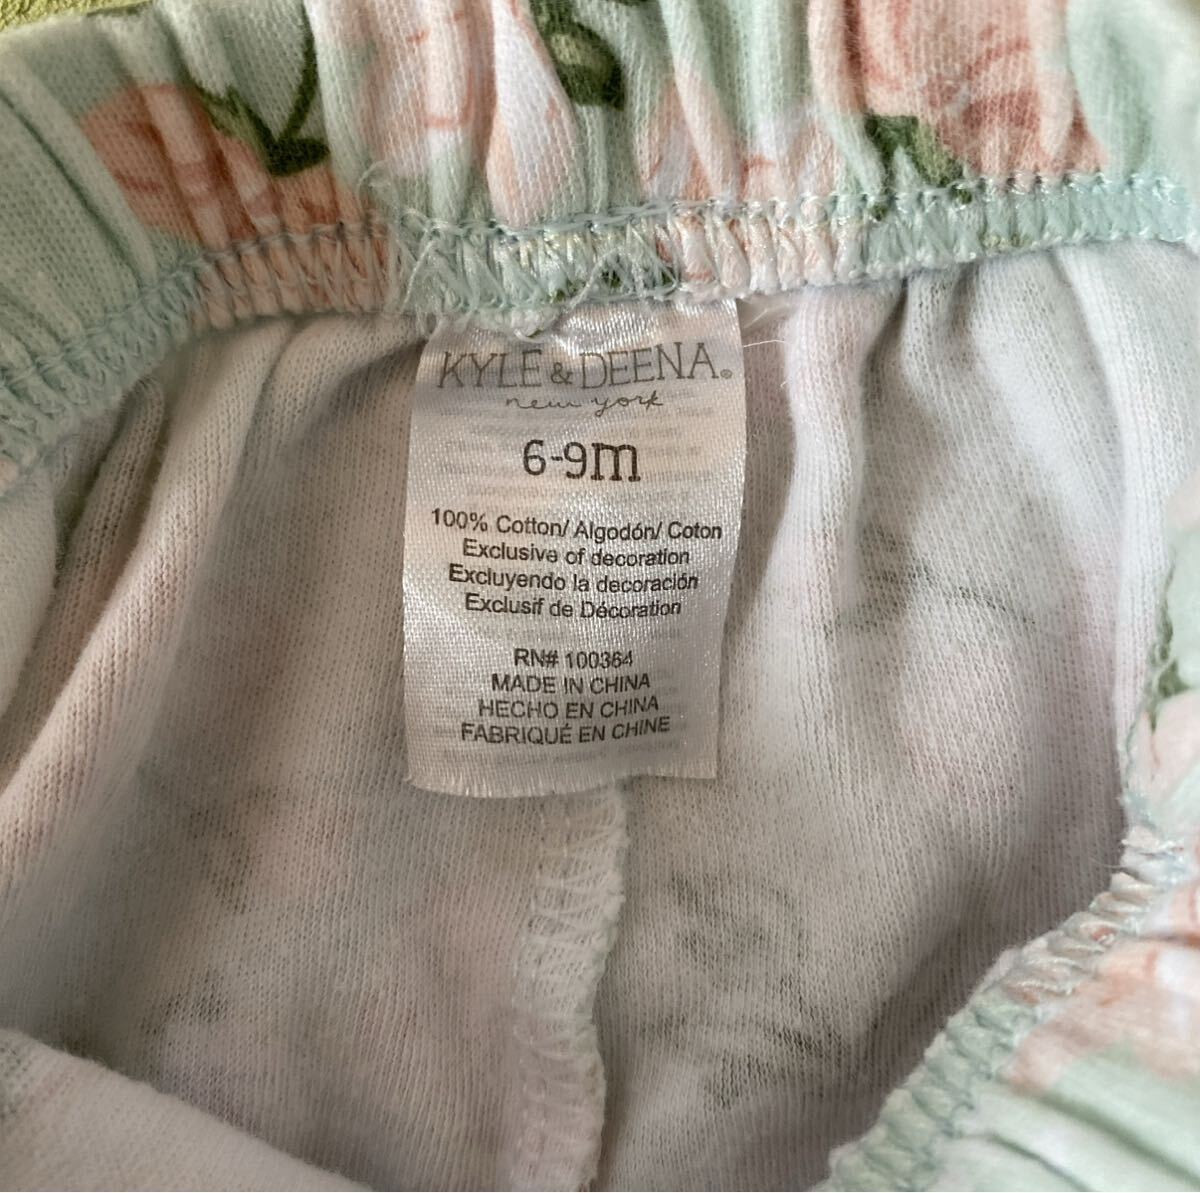 KYLE & DEENA®
new york
6-9m
100% Cotton/ Algodón/ Coton
Exclusive of decoration
Excluyendo la decoración
Exclusif de Décoration
RN# 100364
MADE IN CHINA
HECHO EN CHINA
FABRIQUÉ EN CHINE